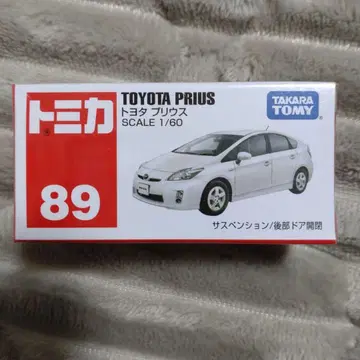 トミカ
89
TOYOTA PRIUS
トヨタ プリウス
SCALE 1/60
TAKARA
TOMY
サスペンション/後部ドア開閉